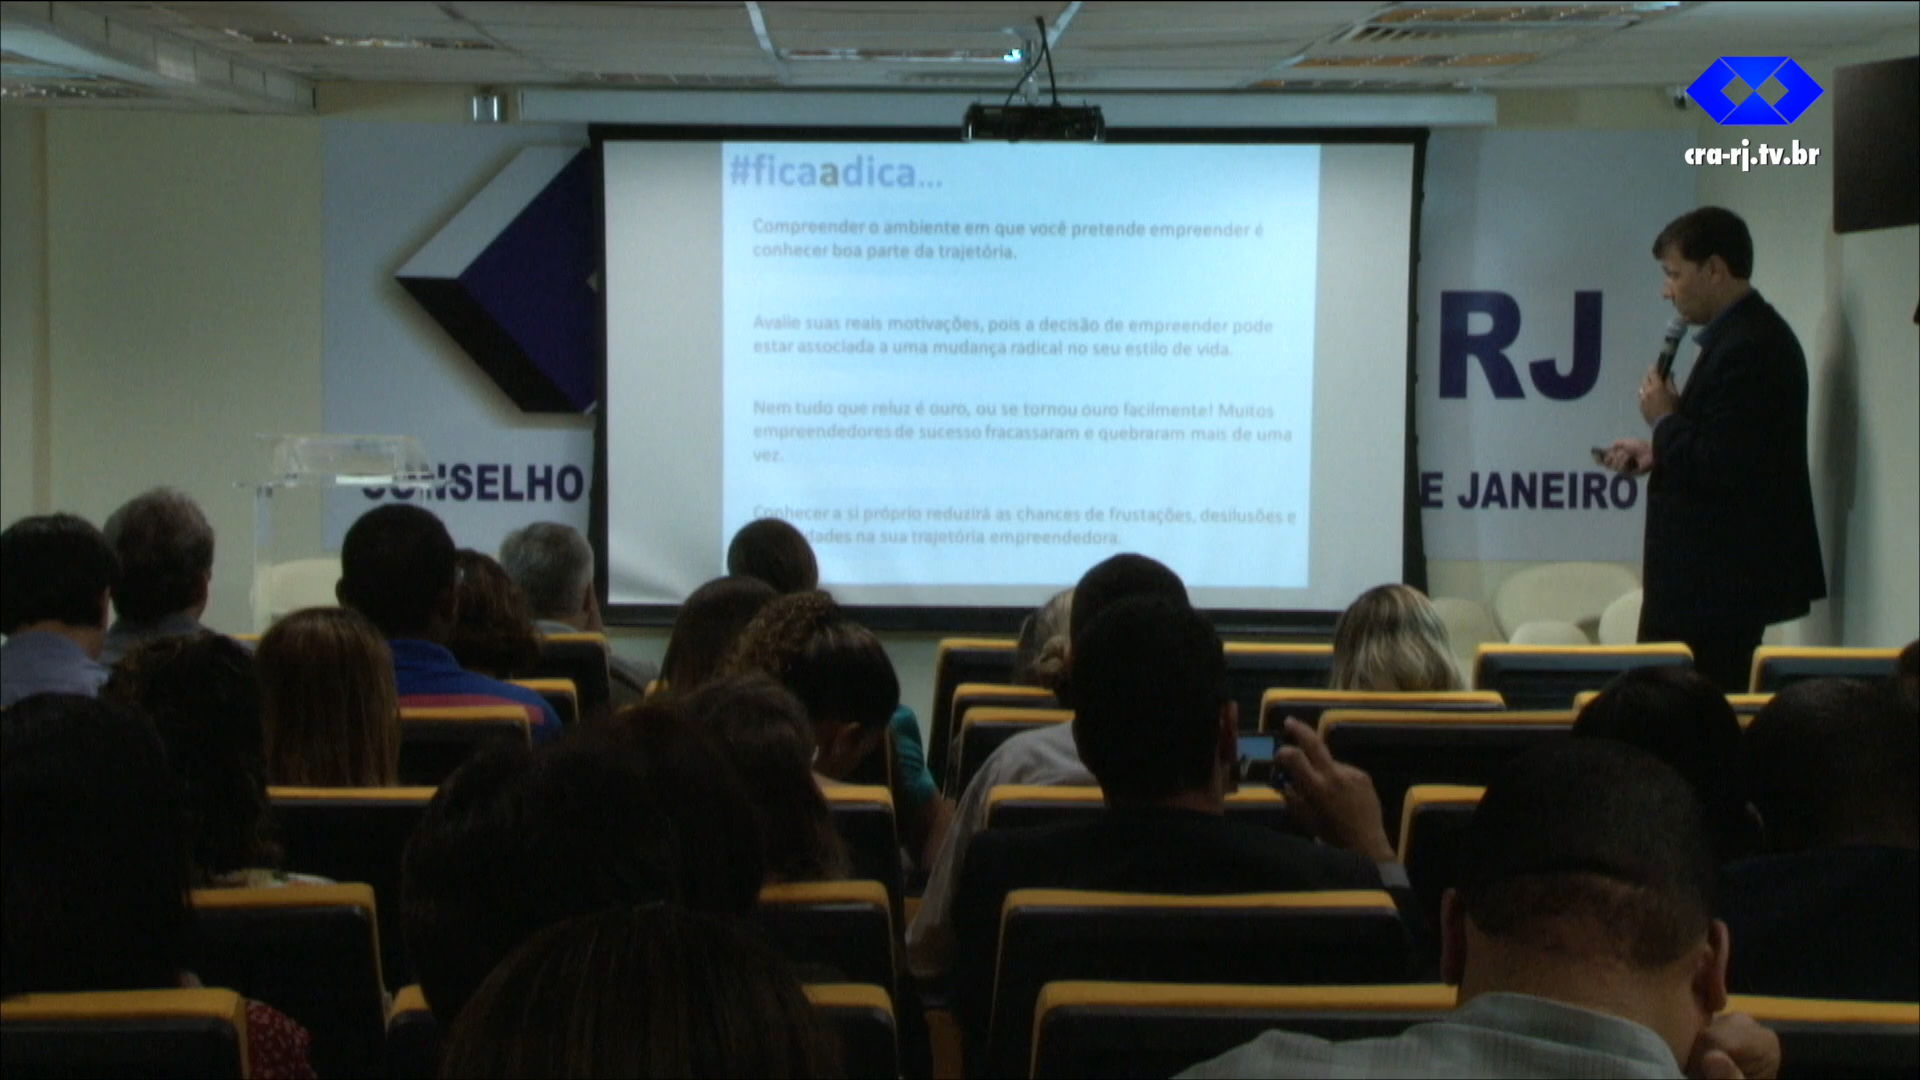 cra-rj.tv.br
#ficaadica...
Compreender o ambiente em que você pretende empreender é
conhecer boa parte da trajetória.
Avalie suas reais motivações, pois a decisão de empreender pode
estar associada a uma mudança radical no seu estilo de vida.
Nem tudo que reluz é ouro, ou se tornou ouro facilmente! Muitos
empreendedores de sucesso fracassaram e quebraram mais de uma
vez.
Conhecer a si próprio reduzirá as chances de frustações, desilusões e
na sua trajetória empreendedora.
RJ
CONSELHO
E JANEIRO